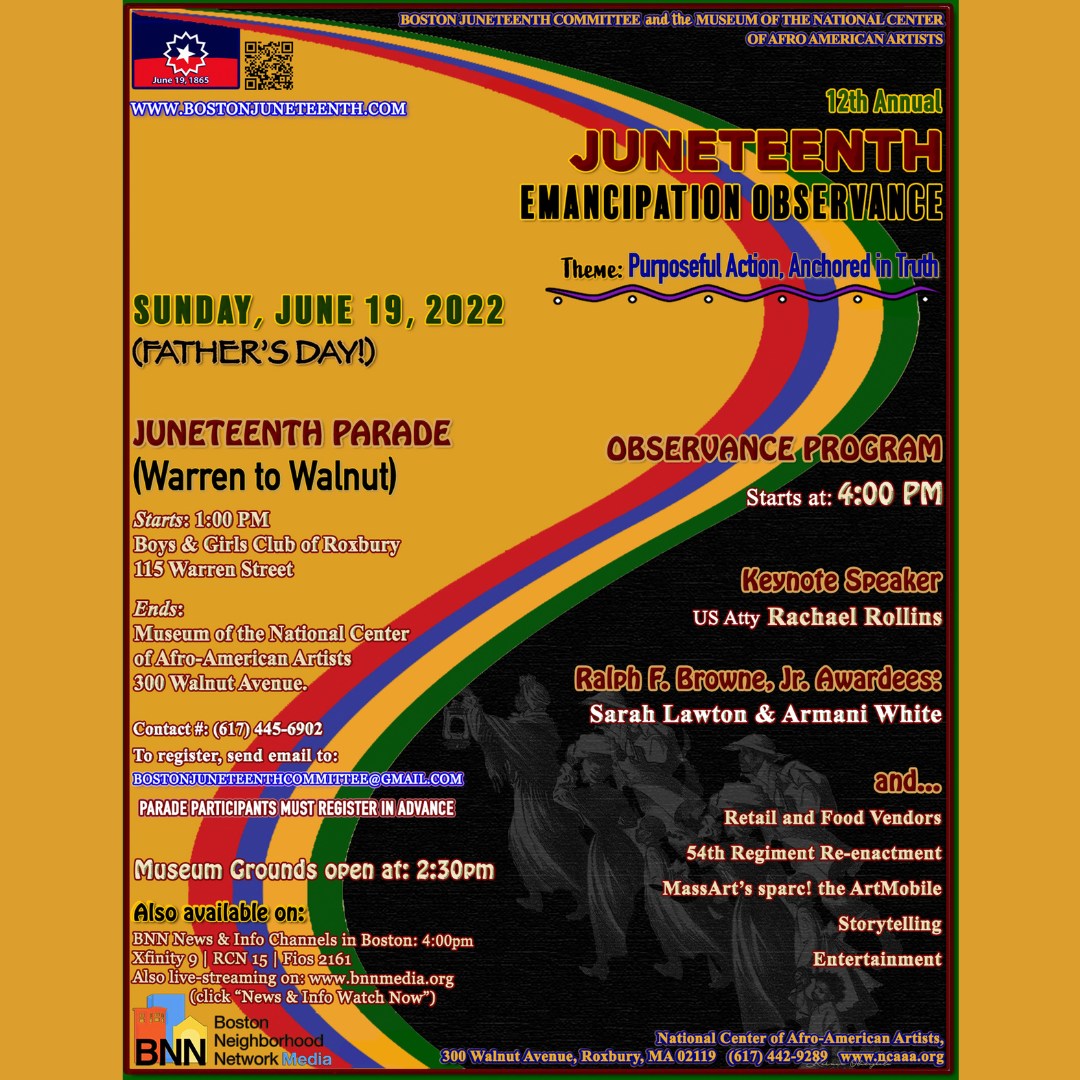 BOSTON JUNETEENTH COMMITTEE and the MUSEUM OF THE NATIONAL CENTER
OF AFRO AMERICAN ARTISTS
June 19, 1865
WWW.BOSTONJUNETEENTH.COM
12th Annual
JUNETEENTH
EMANCIPATION OBSERVANCE
Theme: Purposeful Action, Anchored in Truth
SUNDAY, JUNE 19, 2022
(FATHER'S DAY!)
JUNETEENTH PARADE
(Warren to Walnut)
Starts: 1:00 PM
Boys & Girls Club of Roxbury
115 Warren Street
Ends:
Museum of the National Center
of Afro-American Artists
300 Walnut Avenue.
Contact #: (617) 445-6902
To register, send email to:
BOSTONJUNETEENTHCOMMITTEE@GMAIL.COM
PARADE PARTICIPANTS MUST REGISTER IN ADVANCE
Museum Grounds open at: 2:30pm
Also available on:
BNN News & Info Channels in Boston: 4:00pm
Xfinity 9 | RCN 15 | Fios 2161
Also live-streaming on: www.bnnmedia.org
(click "News & Info Watch Now")
BNN
Boston
Neighborhood
Network Media
OBSERVANCE PROGRAM
Starts at: 4:00 PM
Keynote Speaker
US Atty Rachael Rollins
Ralph F. Browne, Jr. Awardees:
Sarah Lawton & Armani White
and...
Retail and Food Vendors
54th Regiment Re-enactment
MassArt's sparc! the ArtMobile
Storytelling
Entertainment
National Center of Afro-American Artists,
300 Walnut Avenue, Roxbury, MA 02119 (617) 442-9289 www.ncaaa.org